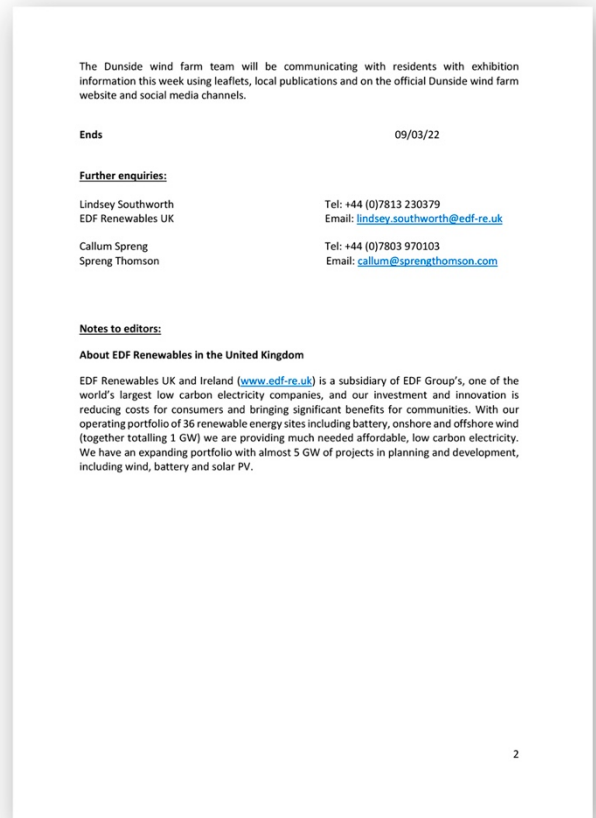 The Dunside wind farm team will be communicating with residents with exhibition
information this week using leaflets, local publications and on the official Dunside wind farm
website and social media channels.
Ends 09/03/22
Further enquiries:
Lindsey Southworth Tel: +44 (0)7813 230379
EDF Renewables UK Email: lindsey.southworth@edf-re.uk
Callum Spreng Tel: +44 (0)7803 970103
Spreng Thomson Email: callum@sprengthomson.com
Notes to editors:
About EDF Renewables in the United Kingdom
EDF Renewables UK and Ireland (www.edf-re.uk) is a subsidiary of EDF Group's, one of the
world's largest low carbon electricity companies, and our investment and innovation is
reducing costs for consumers and bringing significant benefits for communities. With our
operating portfolio of 36 renewable energy sites including battery, onshore and offshore wind
(together totalling 1 GW) we are providing much needed affordable, low carbon electricity.
We have an expanding portfolio with almost 5 GW of projects in planning and development,
including wind, battery and solar PV.
2